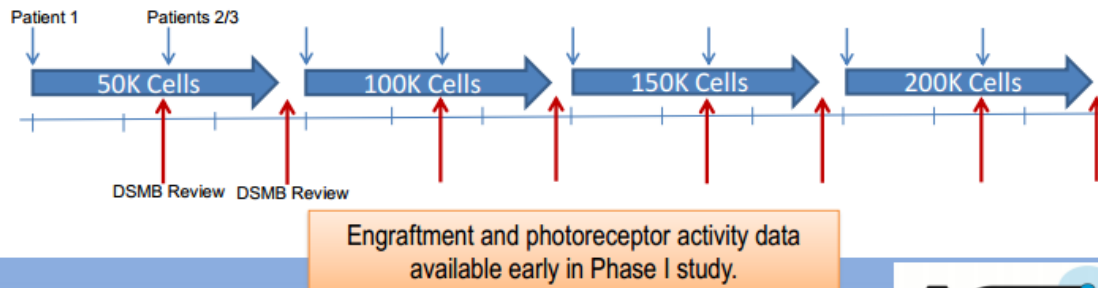 Patient 1 Patients 2/3
50K Cells 100K Cells 150K Cells 200K Cells
DSMB Review DSMB Review
Engraftment and photoreceptor activity data
available early in Phase I study.